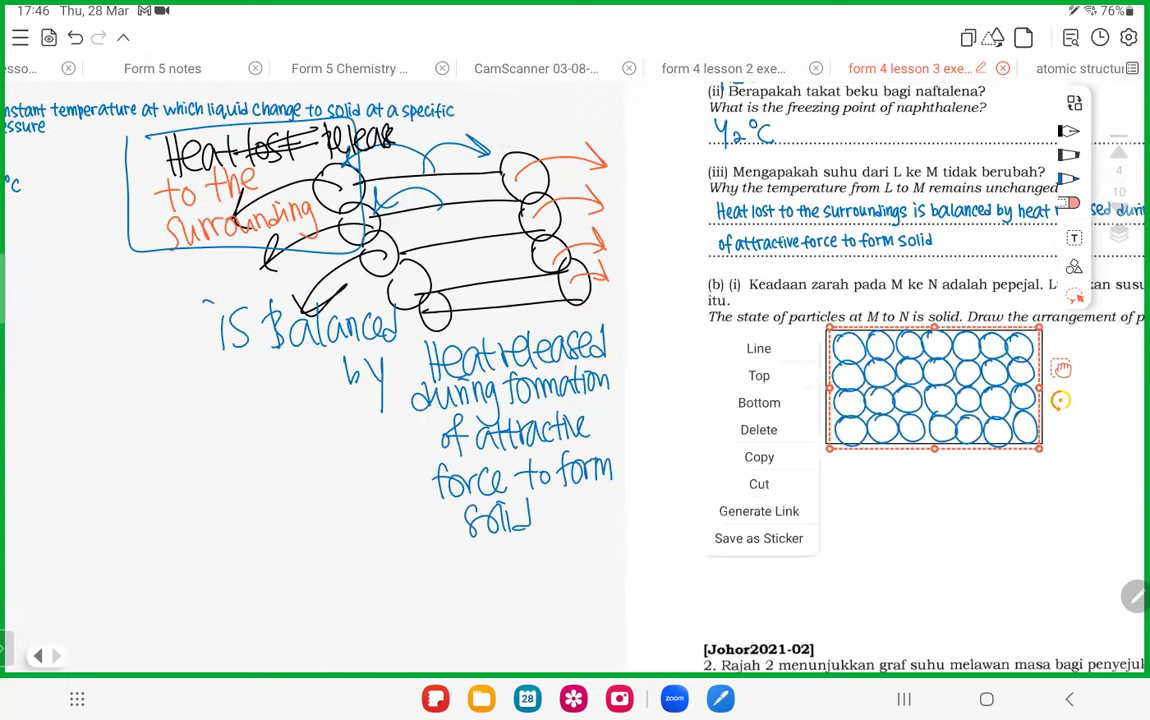 17:46 Thu, 28 Mar
76%
Form 5 notes
Form 5 Chemistry ...
CamScanner 03-08-...
form 4 lesson 2 exe...
form 4 lesson 3 exe...
atomic structu
nstant temperature at which liquid change to solid at a specific
°C
Heat lost release
to the
surrounding
is Balanced
by
Heat released
during formation
of attractive
force to form
solid
(ii) Berapakah takat beku bagi naftalena?
What is the freezing point of naphthalene?
(iii) Mengapakah suhu dari L ke M tidak berubah?
Why the temperature from L to M remains unchanged
Heat lost to the surroundings is balanced by heat
of attractive force to form solid
(b) (i) Keadaan zarah pada M ke N adalah pepejal. L
itu.
The state of particles at M to N is solid. Draw the arrangement of p
Line
Top
Bottom
Delete
Copy
Cut
Generate Link
Save as Sticker
4
10
T
[Johor2021-02]
2. Rajah 2 menunjukkan graf suhu melawan masa bagi penyejuk
28
zoom